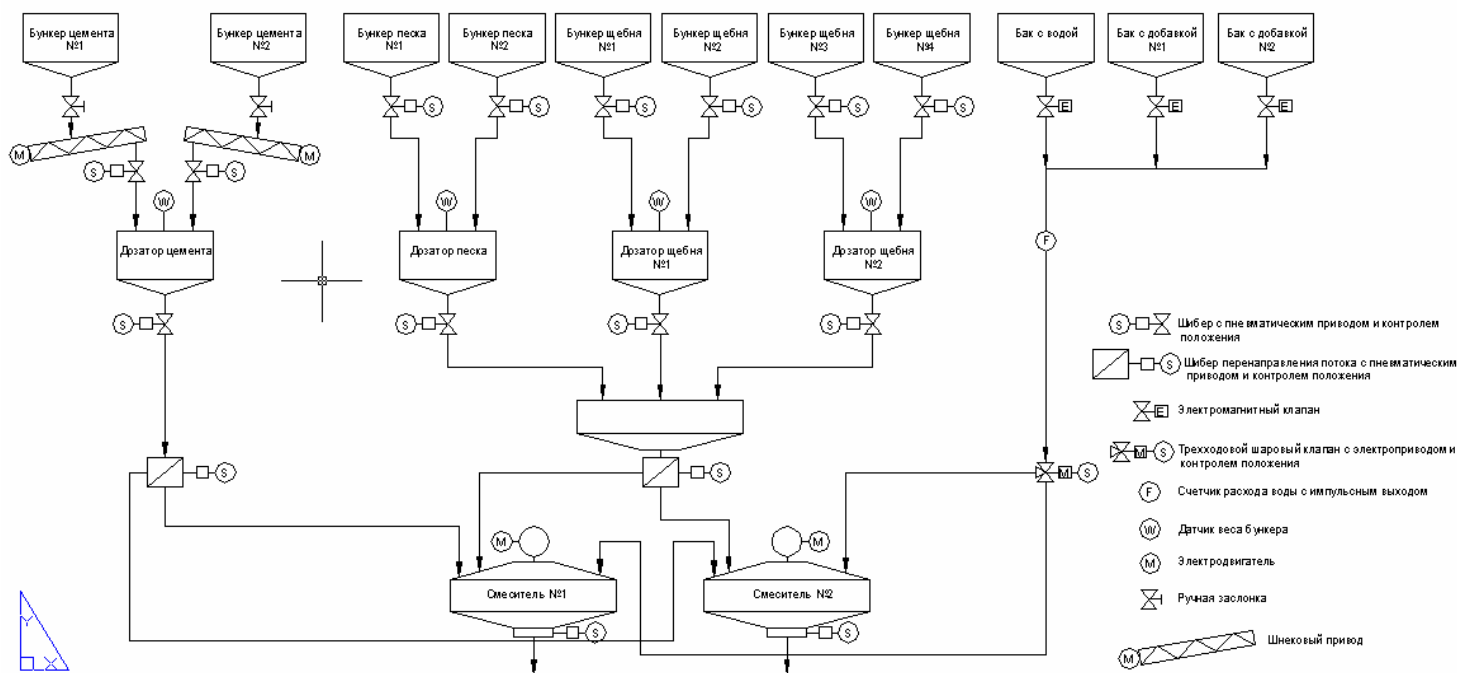 Бункер цемента
№1
Бункер цемента
№2
Бункер песка
№1
Бункер песка
№2
Бункер щебня
№1
Бункер щебня
№2
Бункер щебня
№3
Бункер щебня
№4
Бак с водой
Бак с добавкой
№1
Бак с добавкой
№2
S
S
S
S
S
S
E
E
E
M
M
S
S
W
W
W
W
Дозатор цемента
Дозатор песка
Дозатор щебня
№1
Дозатор щебня
№2
F
S
S
S
S
S
S
M
S
M
M
Смеситель №1
Смеситель №2
S
S
Y
X
S
Шибер с пневматическим приводом и контролем
положения
S
Шибер перенаправления потока с пневматическим
приводом и контролем положения
E
Электромагнитный клапан
M
S
Трехходовой шаровый клапан с электроприводом и
контролем положения
F
Счетчик расхода воды с импульсным выходом
W
Датчик веса бункера
M
Электродвигатель
Ручная заслонка
M
Шнековый привод